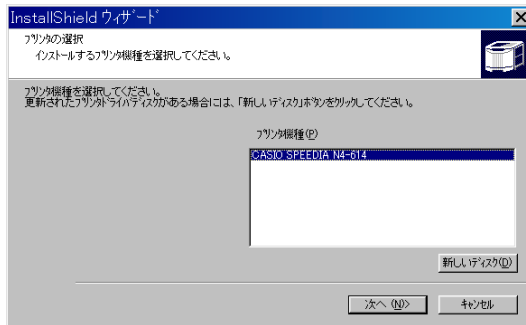 InstallShield ウィザード
プリンタの選択
インストールするプリンタ機種を選択してください。
プリンタ機種を選択してください。
更新されたプリンタドライバディスクがある場合には、「新しいディスク」ボタンをクリックしてください。
プリンタ機種(P)
CASIO SPEEDIA N4-614
新しいディスク(D)
次へ (N)>
キャンセル